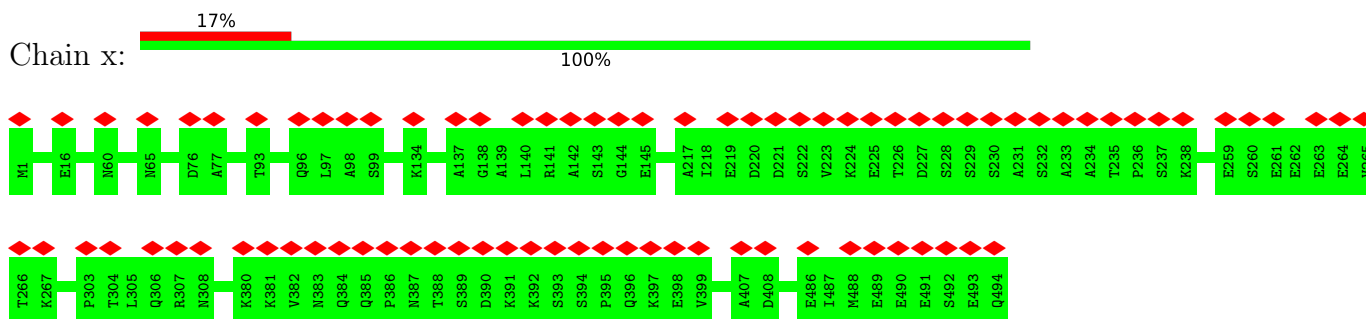 17%
Chain x:
100%
M1 E16 N60 N65 D76 A77 T93 Q96 L97 A98 S99 K134 A137 G138 A139 L140 R141 A142 S143 G144 E145 A217 I218 E219 D220 D221 S222 V223 K224 E225 T226 D227 S228 S229 S230 A231 S232 A233 A234 T235 P236 S237 K238 E259 S260 E261 E262 E263 E264 V265
T266 K267 P303 T304 L305 Q306 R307 N308 K380 K381 V382 N383 Q384 Q385 P386 N387 T388 S389 D390 K391 K392 S393 S394 P395 Q396 K397 E398 V399 A407 D408 E486 I487 M488 E489 E490 E491 S492 E493 Q494